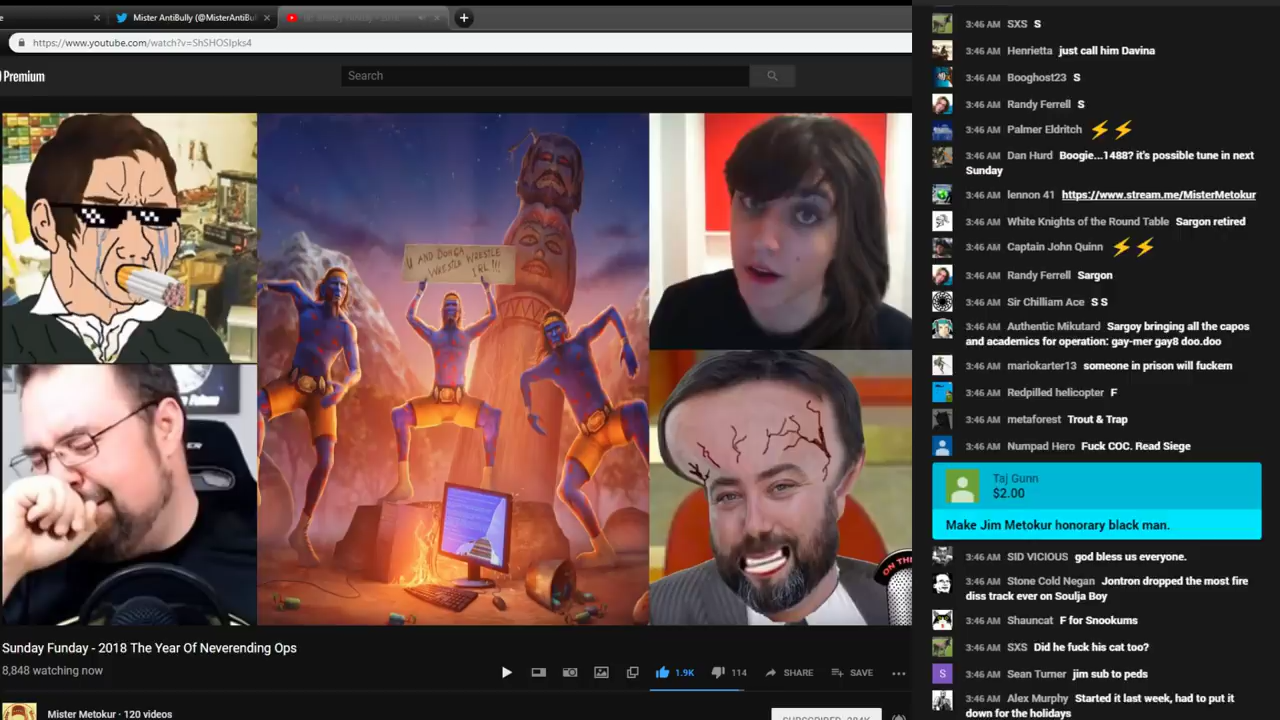 Mister AntiBully (@MisterAntiBul
https://www.youtube.com/watch?v=ShSHOSIpks4
Premium
Search
U AND DONGA
WRESTLE WRESTLE
IRL!!!
ON THE
Sunday Funday - 2018 The Year Of Neverending Ops
8,848 watching now
1.9K
114
SHARE
SAVE
Mister Metokur · 120 videos
3:46 AM SXS S
3:46 AM Henrietta just call him Davina
3:46 AM Booghost23 S
3:46 AM Randy Ferrell S
3:46 AM Palmer Eldritch ⚡⚡
3:46 AM Dan Hurd Boogie...1488? it's possible tune in next
Sunday
3:46 AM lennon 41 https://www.stream.me/MisterMetokur
3:46 AM White Knights of the Round Table Sargon retired
3:46 AM Captain John Quinn ⚡⚡
3:46 AM Randy Ferrell Sargon
3:46 AM Sir Chilliam Ace S S
3:46 AM Authentic Mikutard Sargoy bringing all the capos
and academics for operation: gay-mer gay8 doo.doo
3:46 AM mariokarter13 someone in prison will fuckem
3:46 AM Redpilled helicopter F
3:46 AM metaforest Trout & Trap
3:46 AM Numpad Hero Fuck COC. Read Siege
Taj Gunn
$2.00
Make Jim Metokur honorary black man.
3:46 AM SID VICIOUS god bless us everyone.
3:46 AM Stone Cold Negan Jontron dropped the most fire
diss track ever on Soulja Boy
3:46 AM Shauncat F for Snookums
3:46 AM SXS Did he fuck his cat too?
S
3:46 AM Sean Turner jim sub to peds
3:46 AM Alex Murphy Started it last week, had to put it
down for the holidays